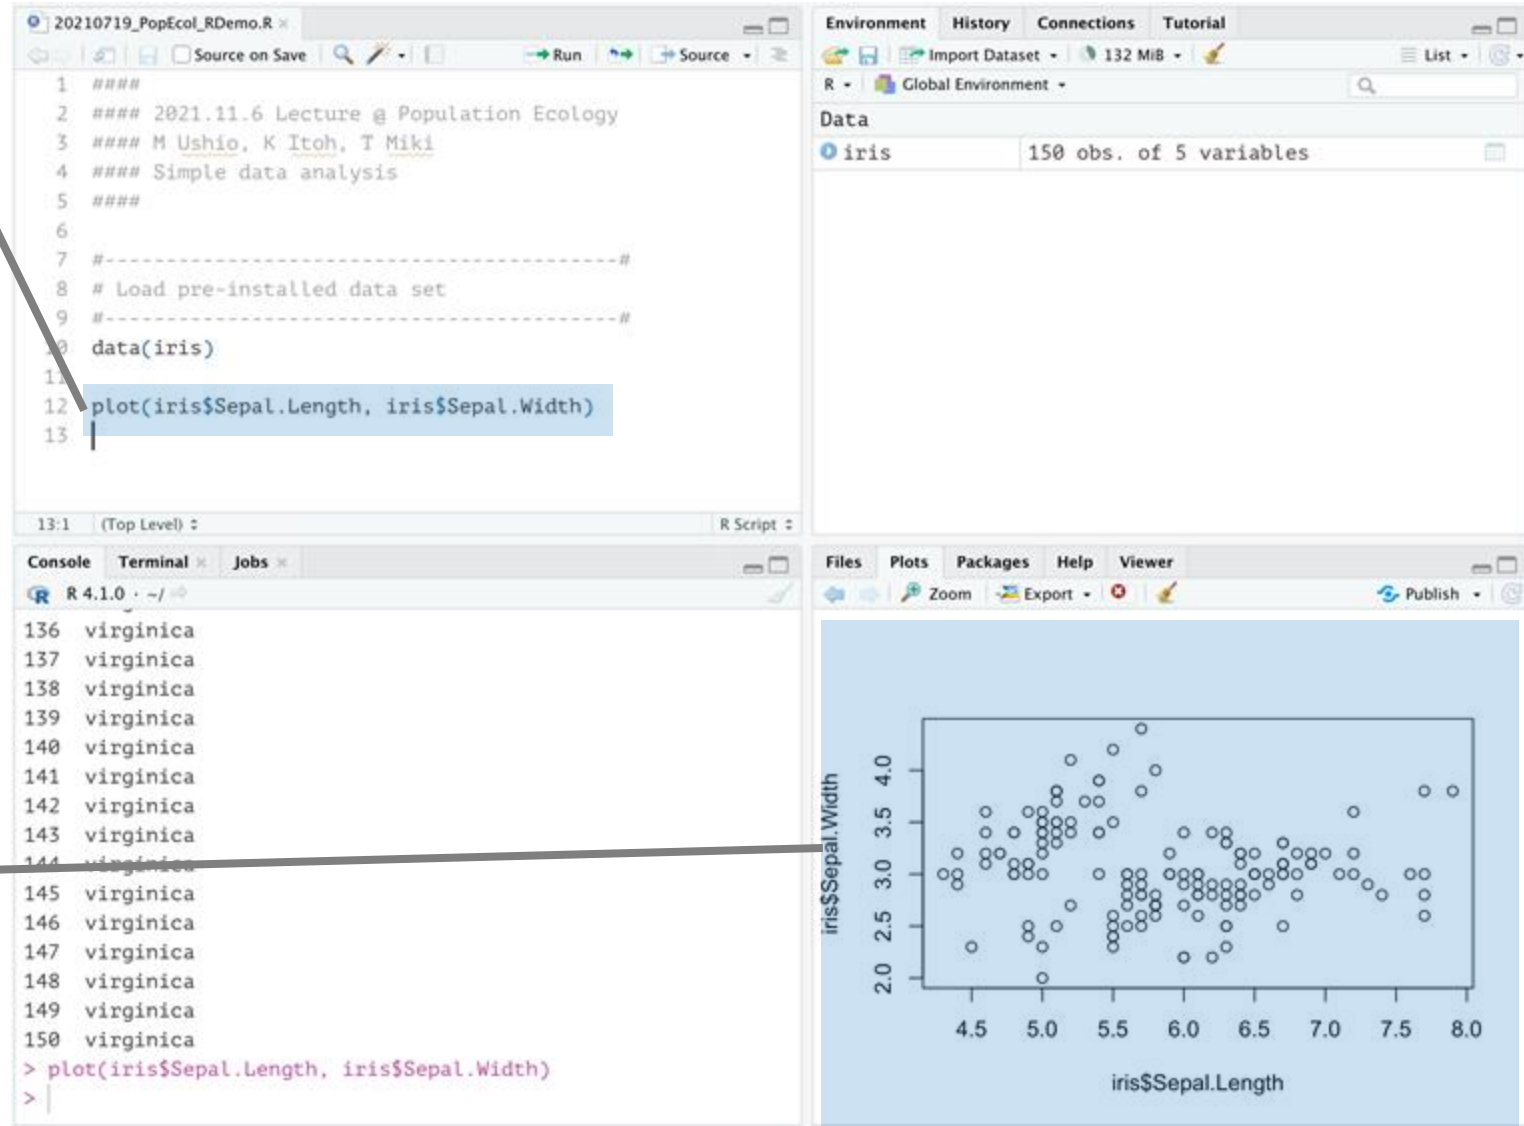 20210719_PopEcol_RDemo.R
Source on Save
Run
Source
1 ####
2 #### 2021.11.6 Lecture @ Population Ecology
3 #### M Ushio, K Itoh, T Miki
4 #### Simple data analysis
5 ####
6
7 #------------------------------------------#
8 # Load pre-installed data set
9 #------------------------------------------#
10 data(iris)
11
12 plot(iris$Sepal.Length, iris$Sepal.Width)
13
13:1 (Top Level) R Script
Environment History Connections Tutorial
Import Dataset 132 MiB List
R Global Environment
Data
iris 150 obs. of 5 variables
Console Terminal Jobs
R 4.1.0 · ~/
136 virginica
137 virginica
138 virginica
139 virginica
140 virginica
141 virginica
142 virginica
143 virginica
144 virginica
145 virginica
146 virginica
147 virginica
148 virginica
149 virginica
150 virginica
> plot(iris$Sepal.Length, iris$Sepal.Width)
>
Files Plots Packages Help Viewer
Zoom Export Publish
iris$Sepal.Width
4.0
3.5
3.0
2.5
2.0
4.5 5.0 5.5 6.0 6.5 7.0 7.5 8.0
iris$Sepal.Length